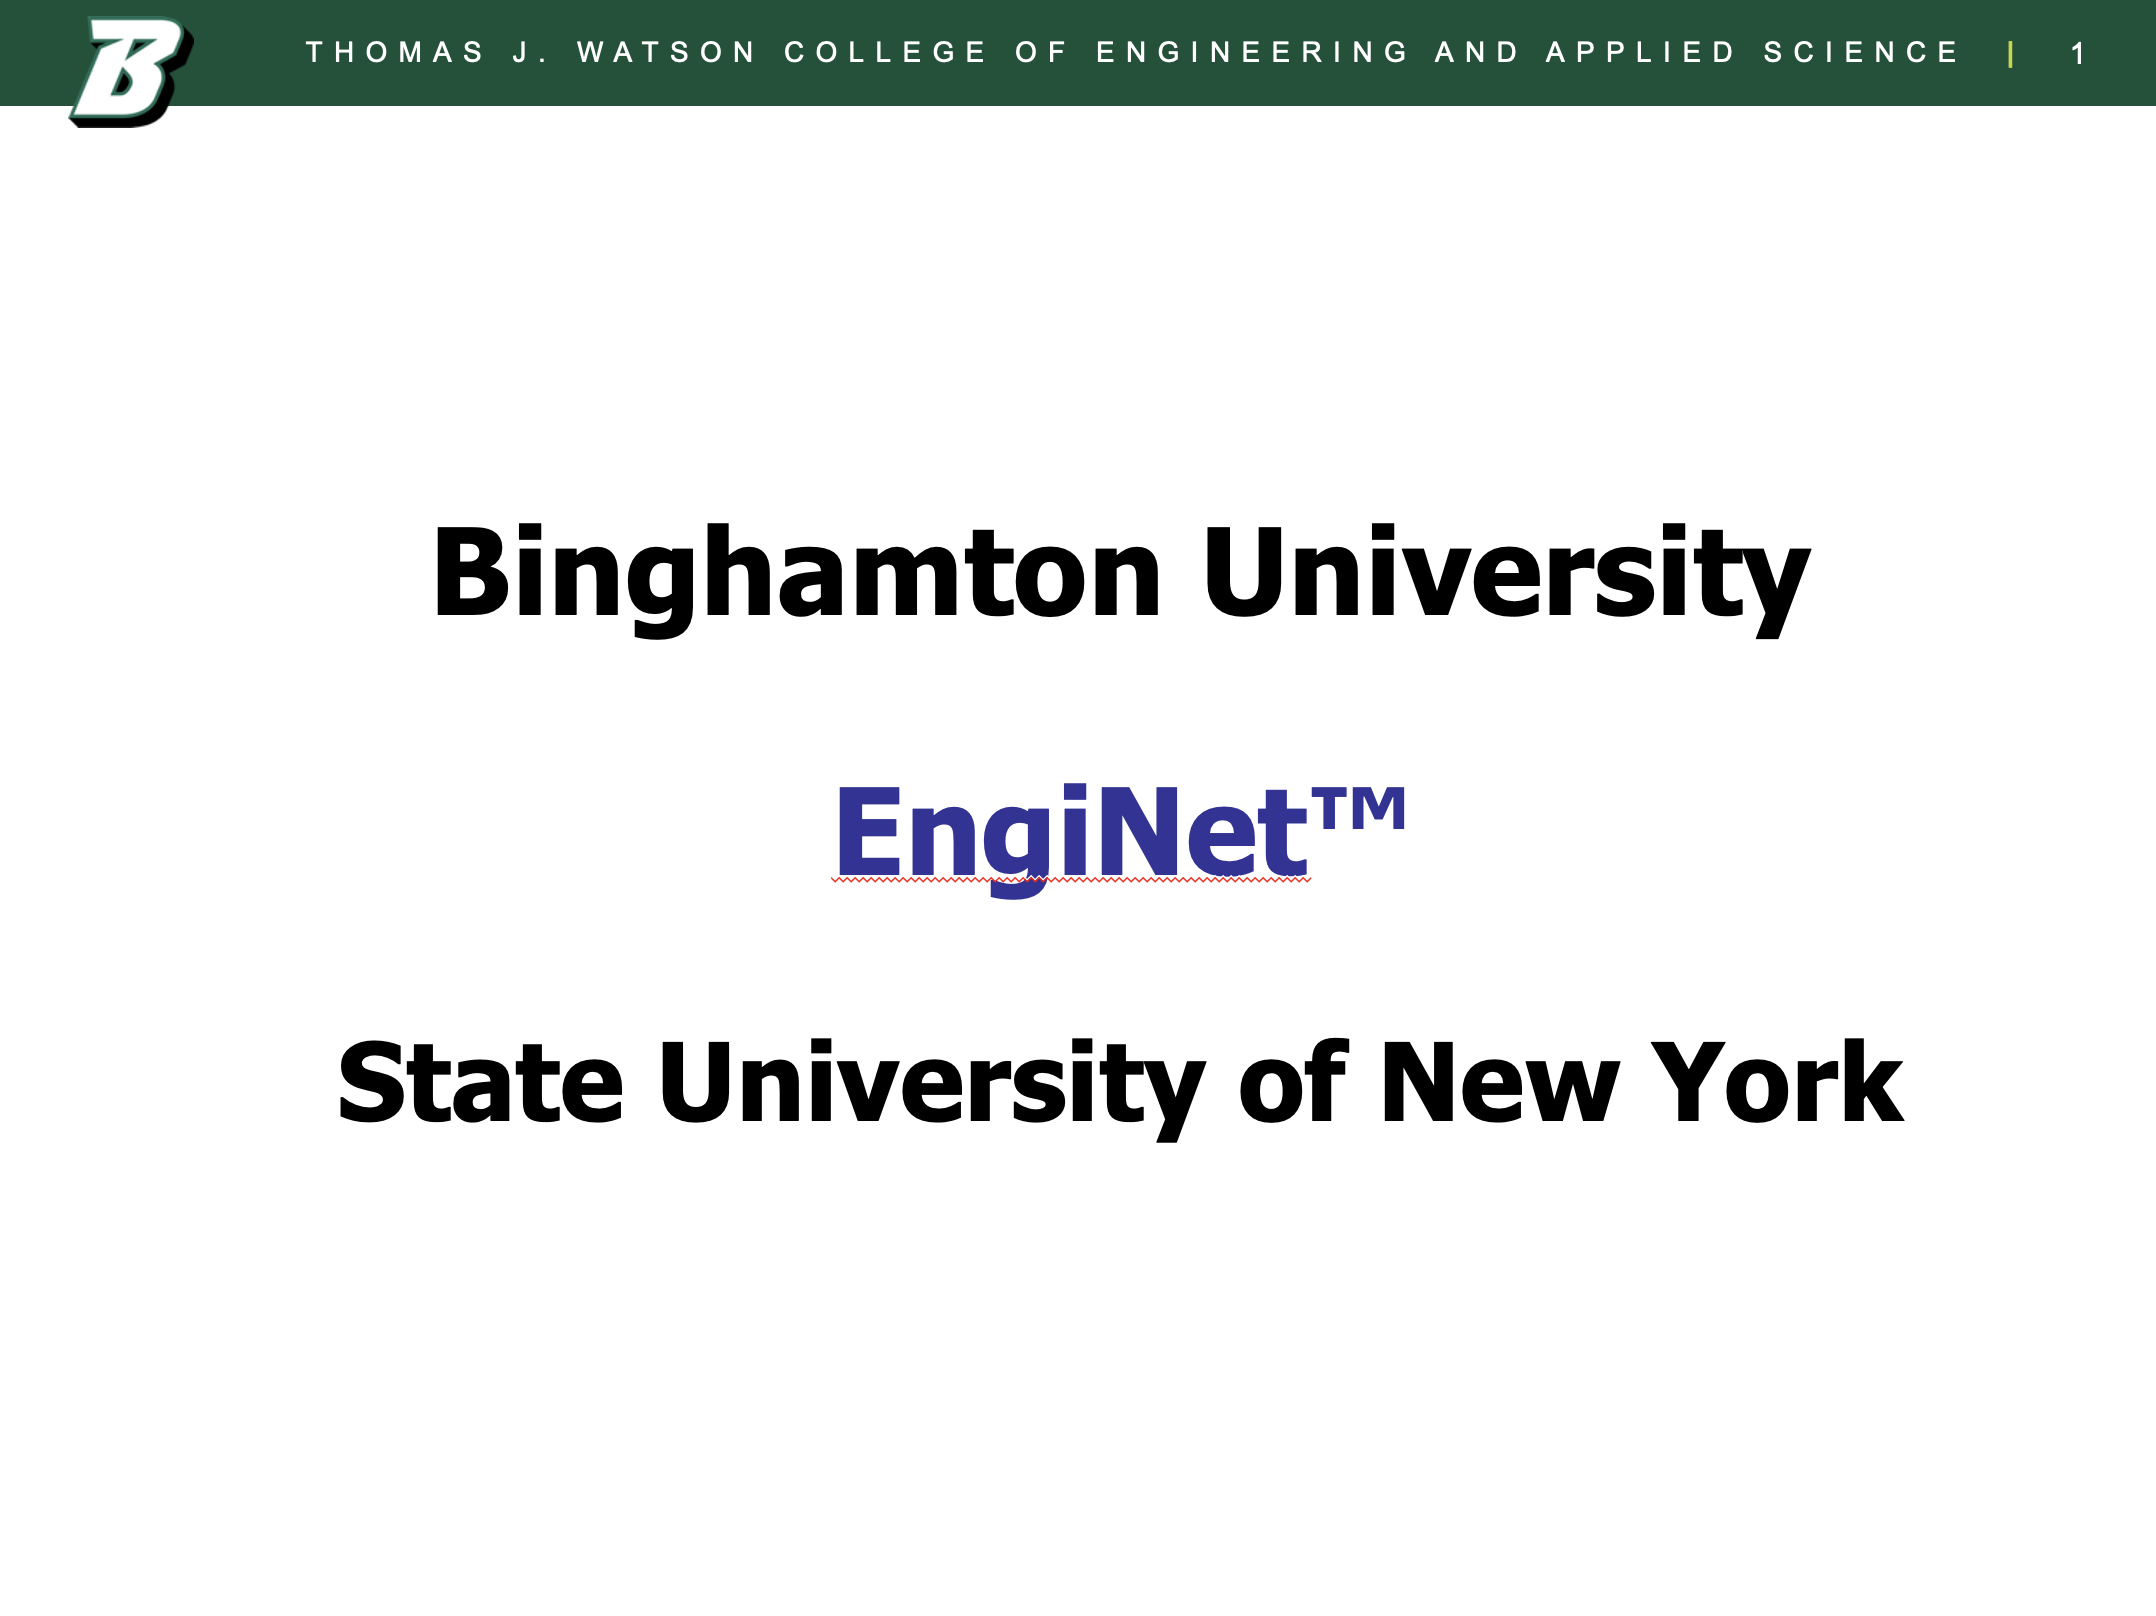 B
THOMAS J. WATSON COLLEGE OF ENGINEERING AND APPLIED SCIENCE | 1
Binghamton University
EngiNet™
State University of New York